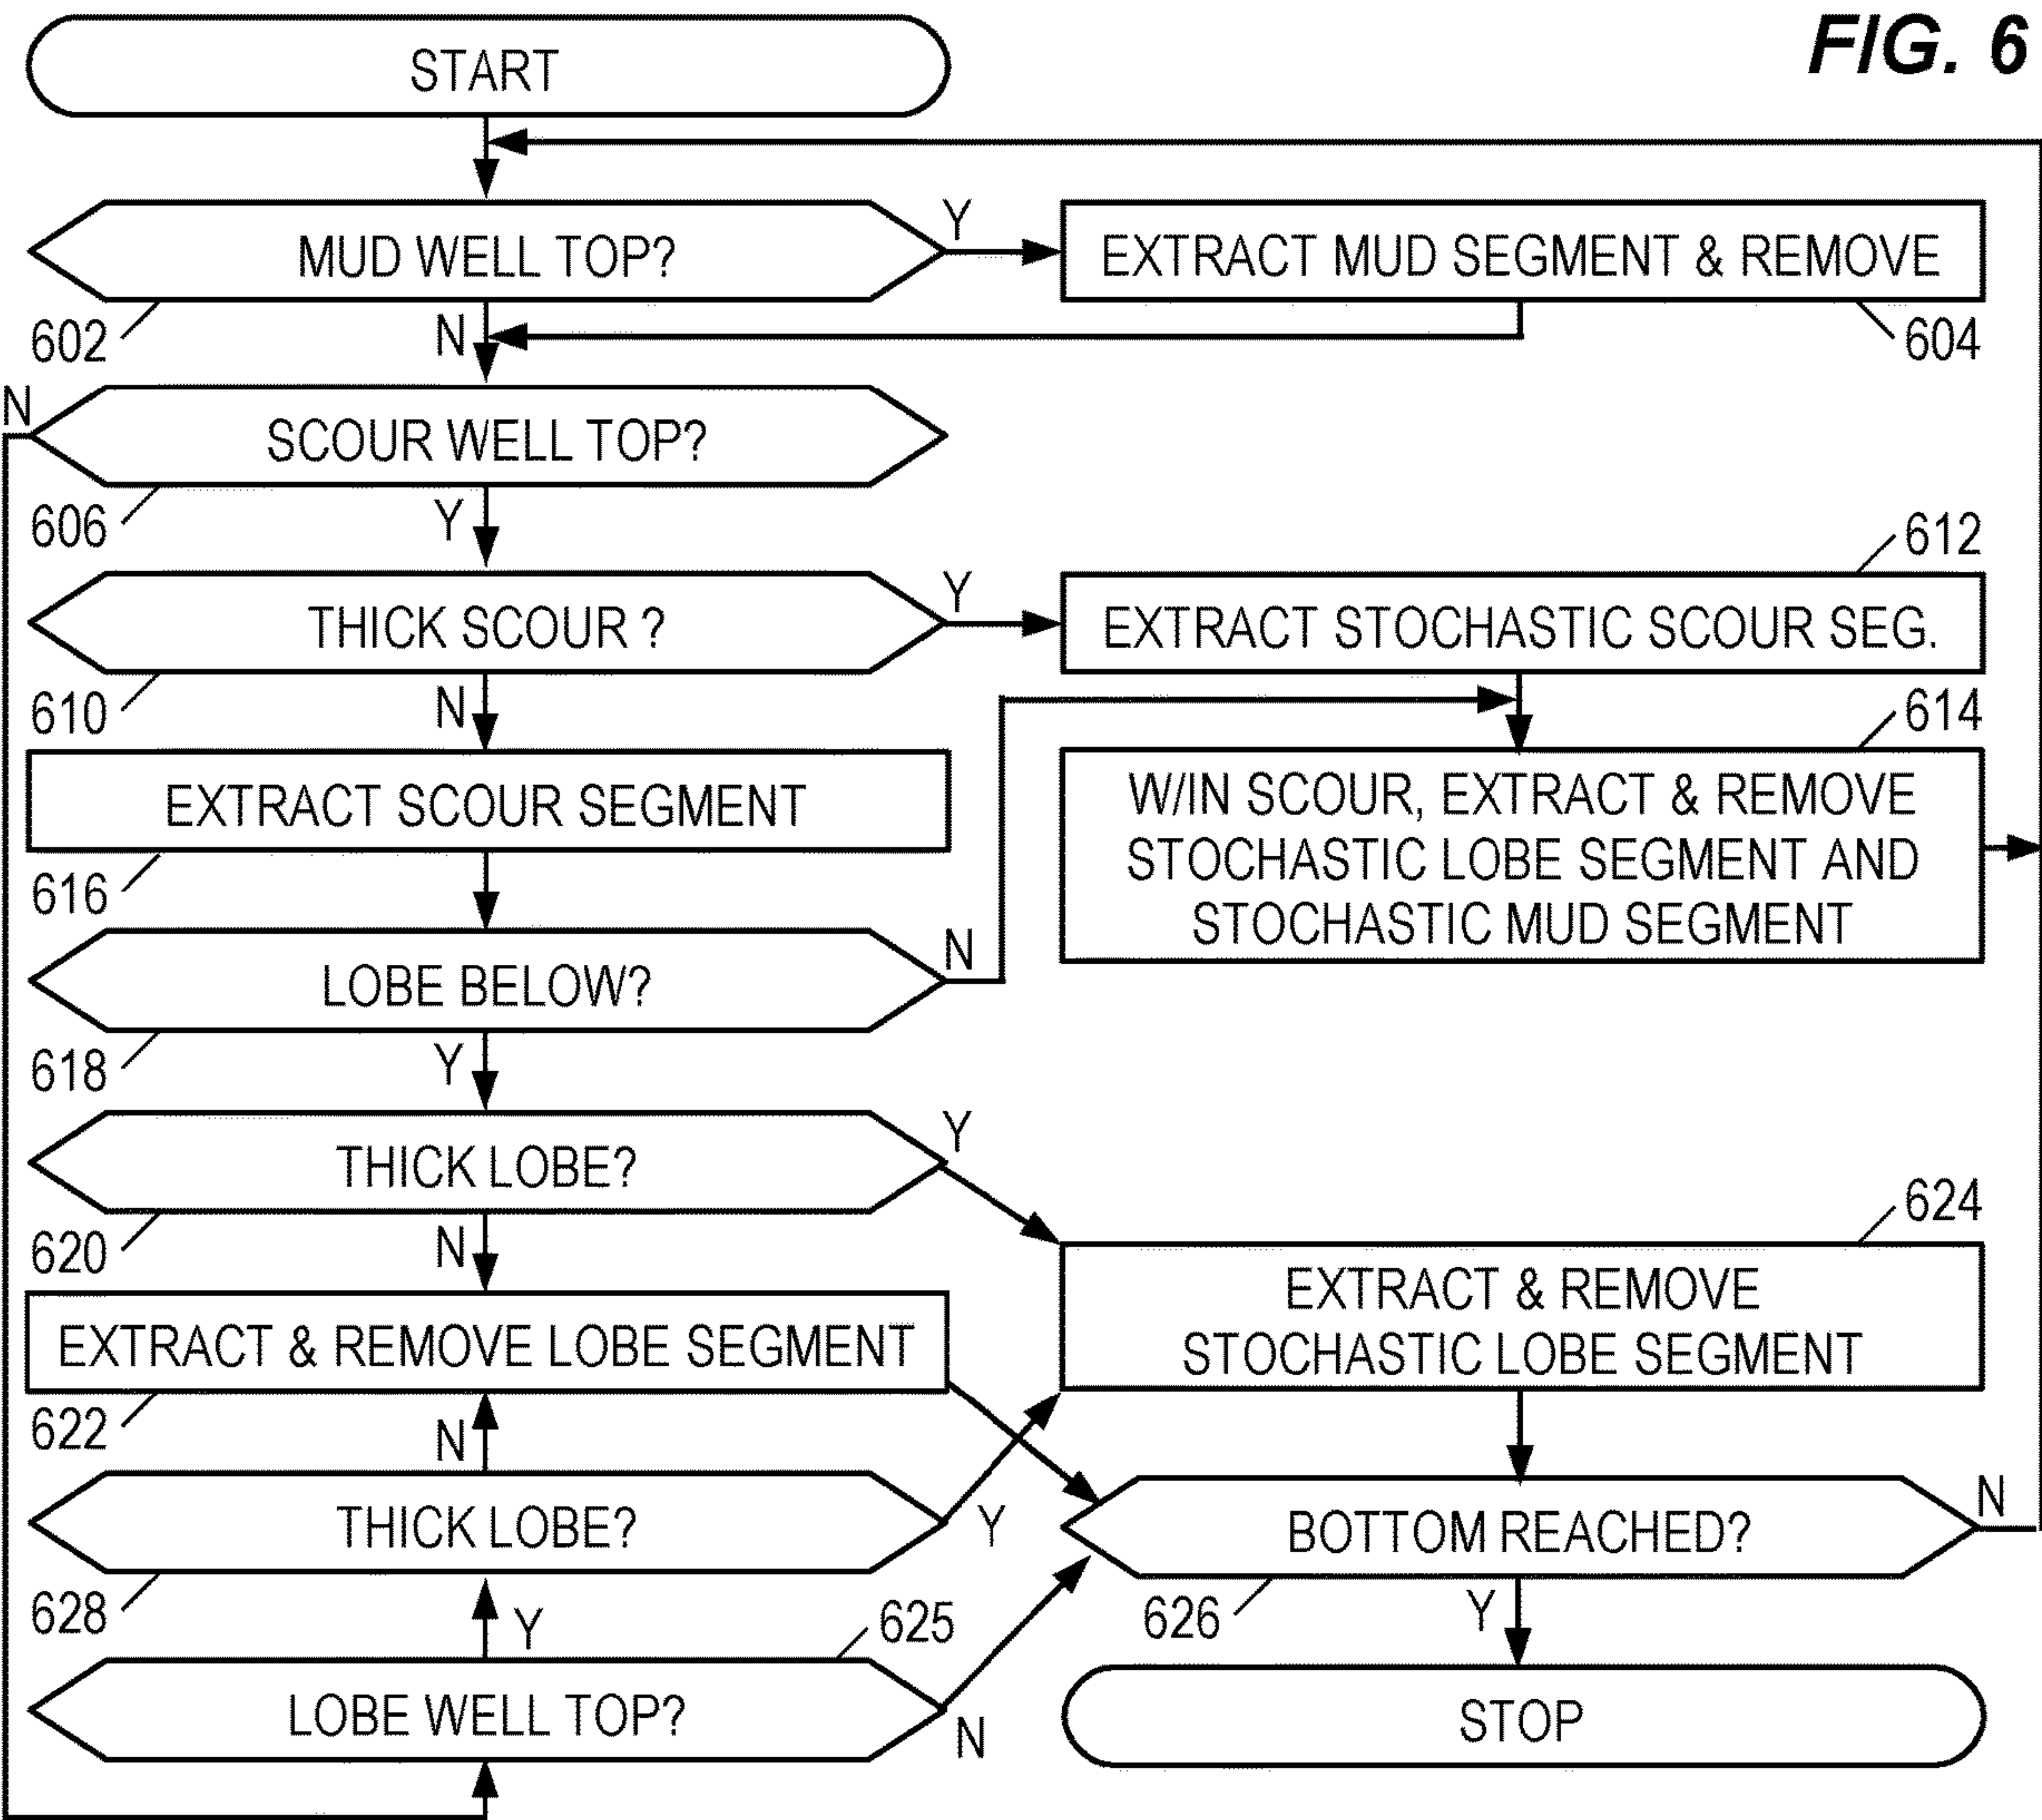 FIG. 6
START
MUD WELL TOP?
Y
EXTRACT MUD SEGMENT & REMOVE
602
N
604
N
SCOUR WELL TOP?
606
Y
612
THICK SCOUR ?
Y
EXTRACT STOCHASTIC SCOUR SEG.
610
N
614
EXTRACT SCOUR SEGMENT
W/IN SCOUR, EXTRACT & REMOVE
STOCHASTIC LOBE SEGMENT AND
STOCHASTIC MUD SEGMENT
616
LOBE BELOW?
N
618
Y
THICK LOBE?
Y
620
N
624
EXTRACT & REMOVE
STOCHASTIC LOBE SEGMENT
EXTRACT & REMOVE LOBE SEGMENT
622
N
THICK LOBE?
Y
BOTTOM REACHED?
N
628
Y
625
626
Y
LOBE WELL TOP?
N
STOP